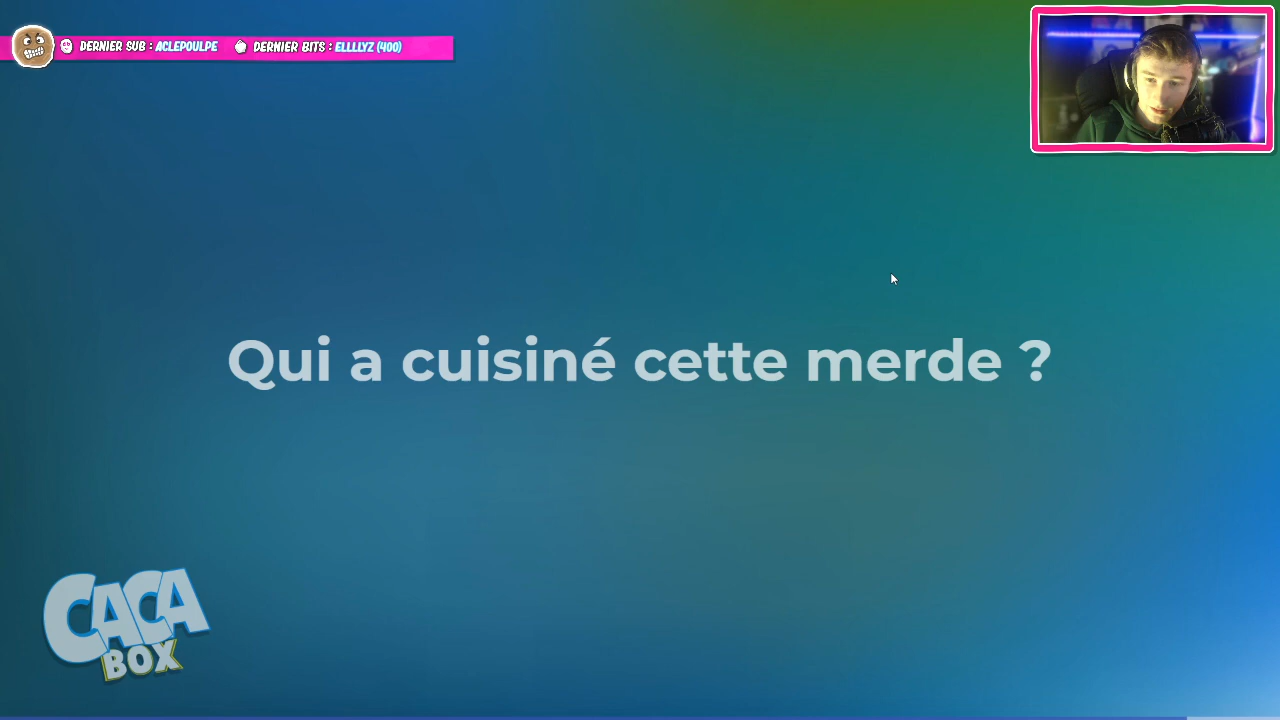 DERNIER SUB : ACLEPOULPE DERNIER BITS : ELLLLYZ (400)
Qui a cuisiné cette merde ?
CACA
BOX